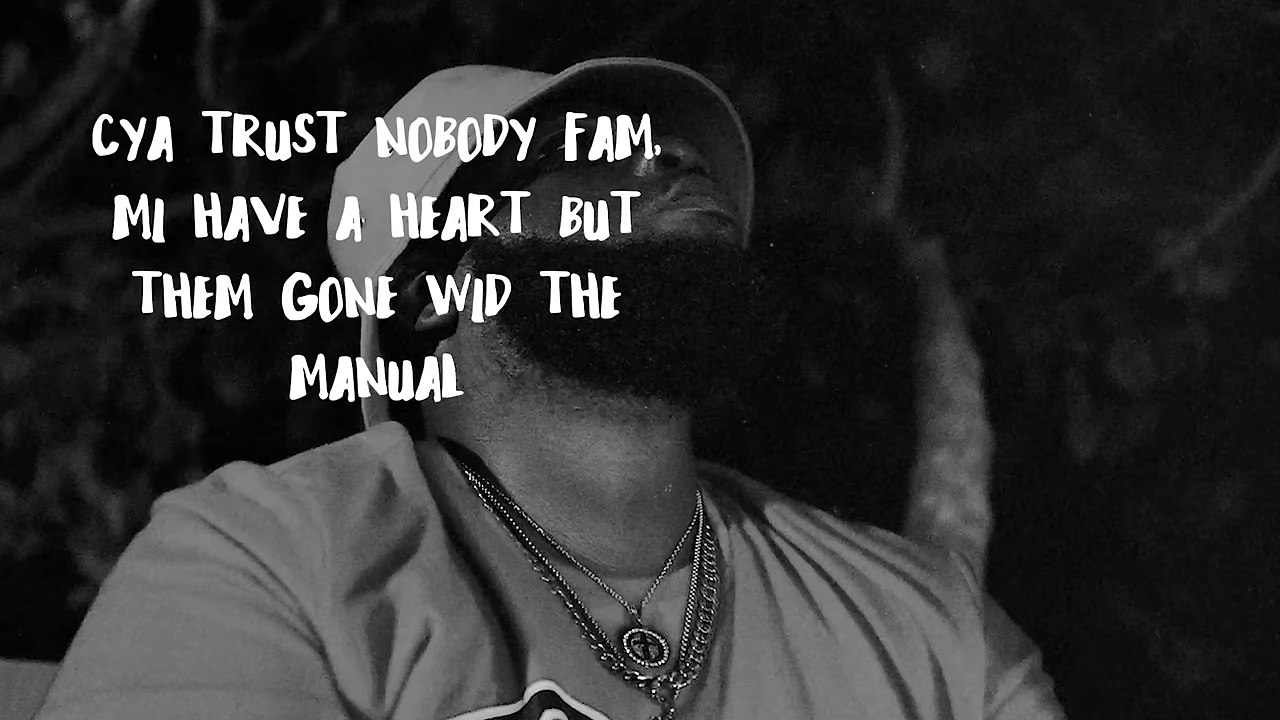 CYA TRUST NOBODY FAM,
MI HAVE A HEART BUT
THEM GONE WID THE
MANUAL